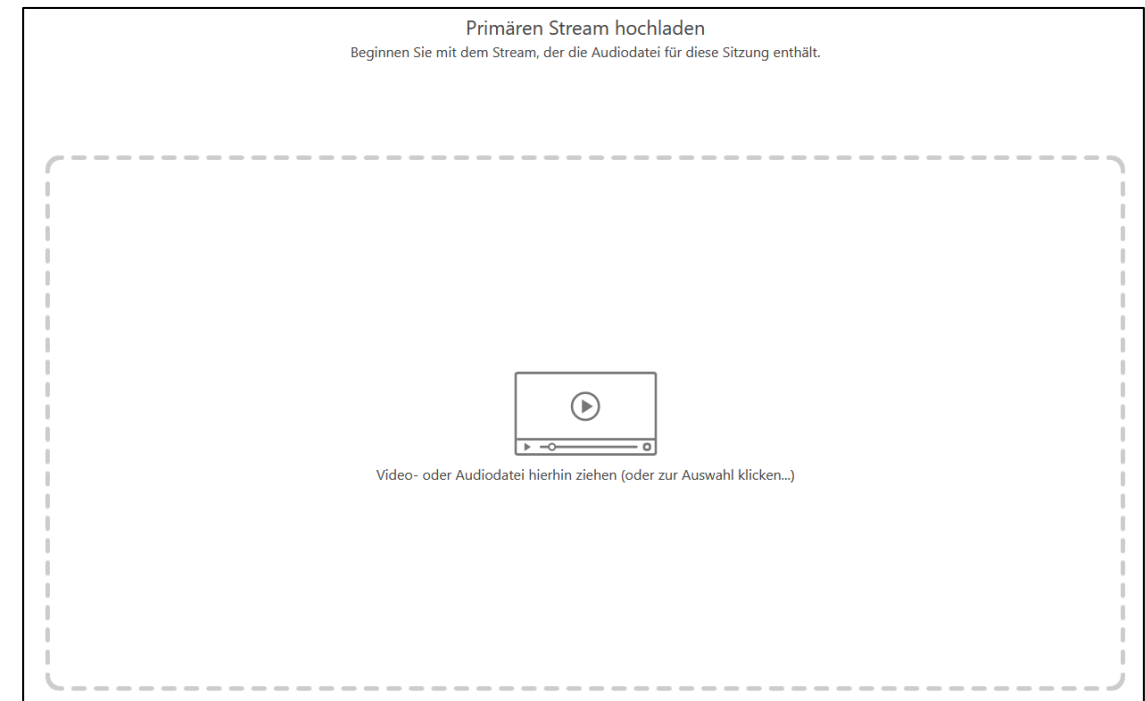 Primären Stream hochladen
Beginnen Sie mit dem Stream, der die Audiodatei für diese Sitzung enthält.
Video- oder Audiodatei hierhin ziehen (oder zur Auswahl klicken...)